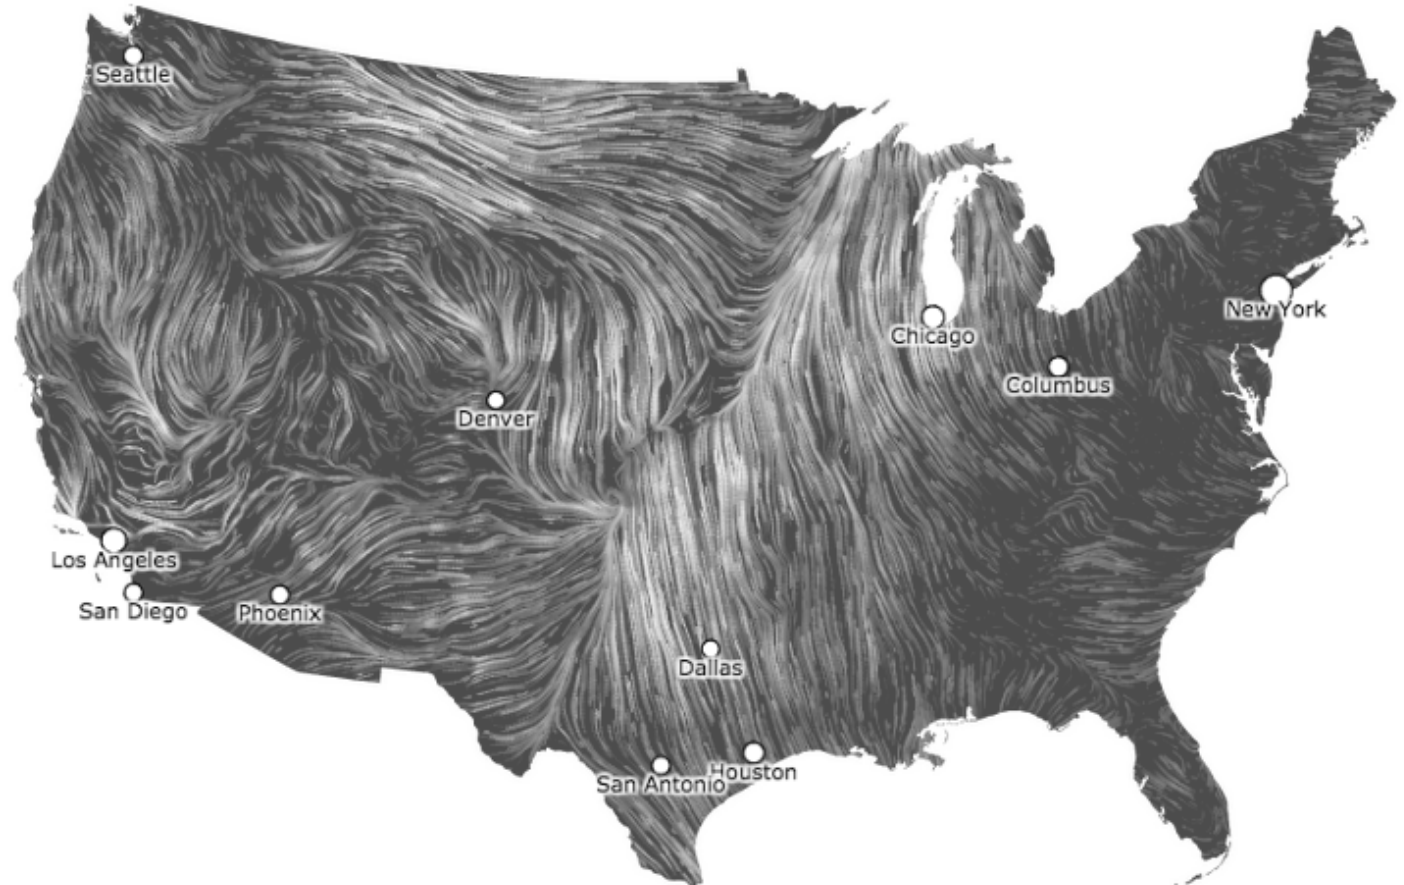 Seattle
New York
Chicago
Columbus
Denver
Los Angeles
San Diego
Phoenix
Dallas
Houston
San Antonio